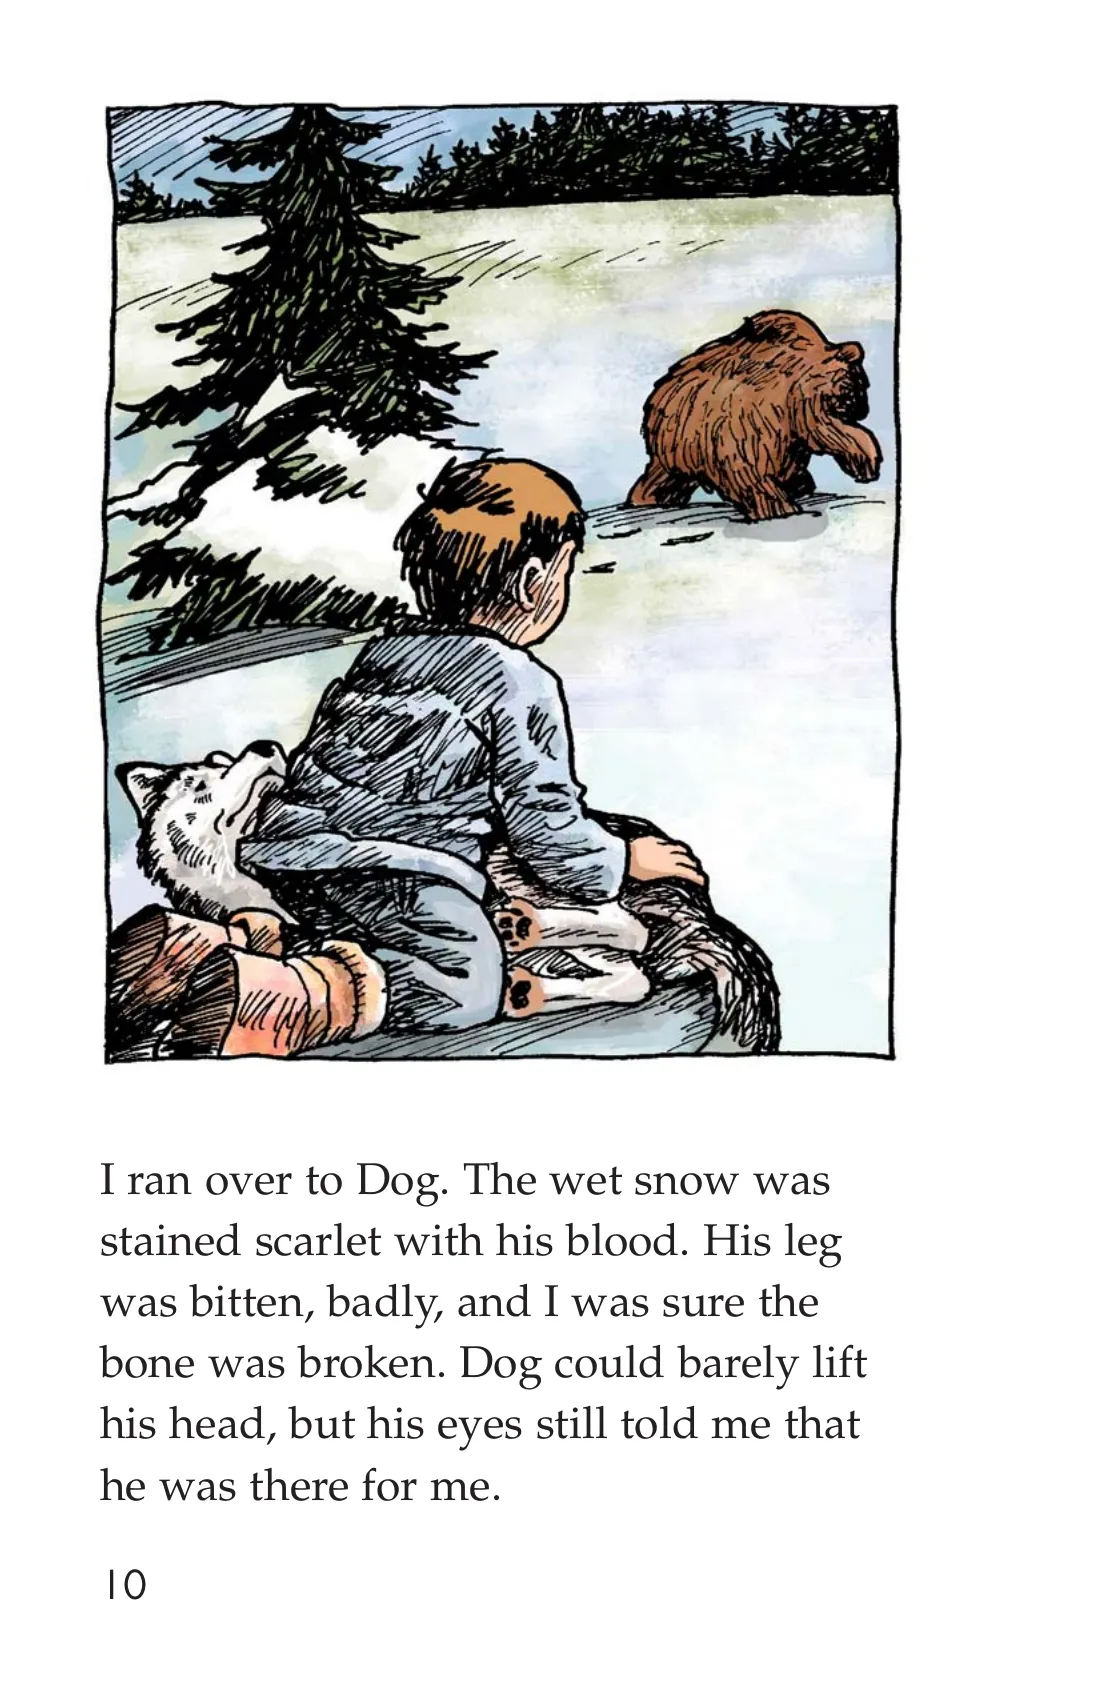 I ran over to Dog. The wet snow was
stained scarlet with his blood. His leg
was bitten, badly, and I was sure the
bone was broken. Dog could barely lift
his head, but his eyes still told me that
he was there for me.
10